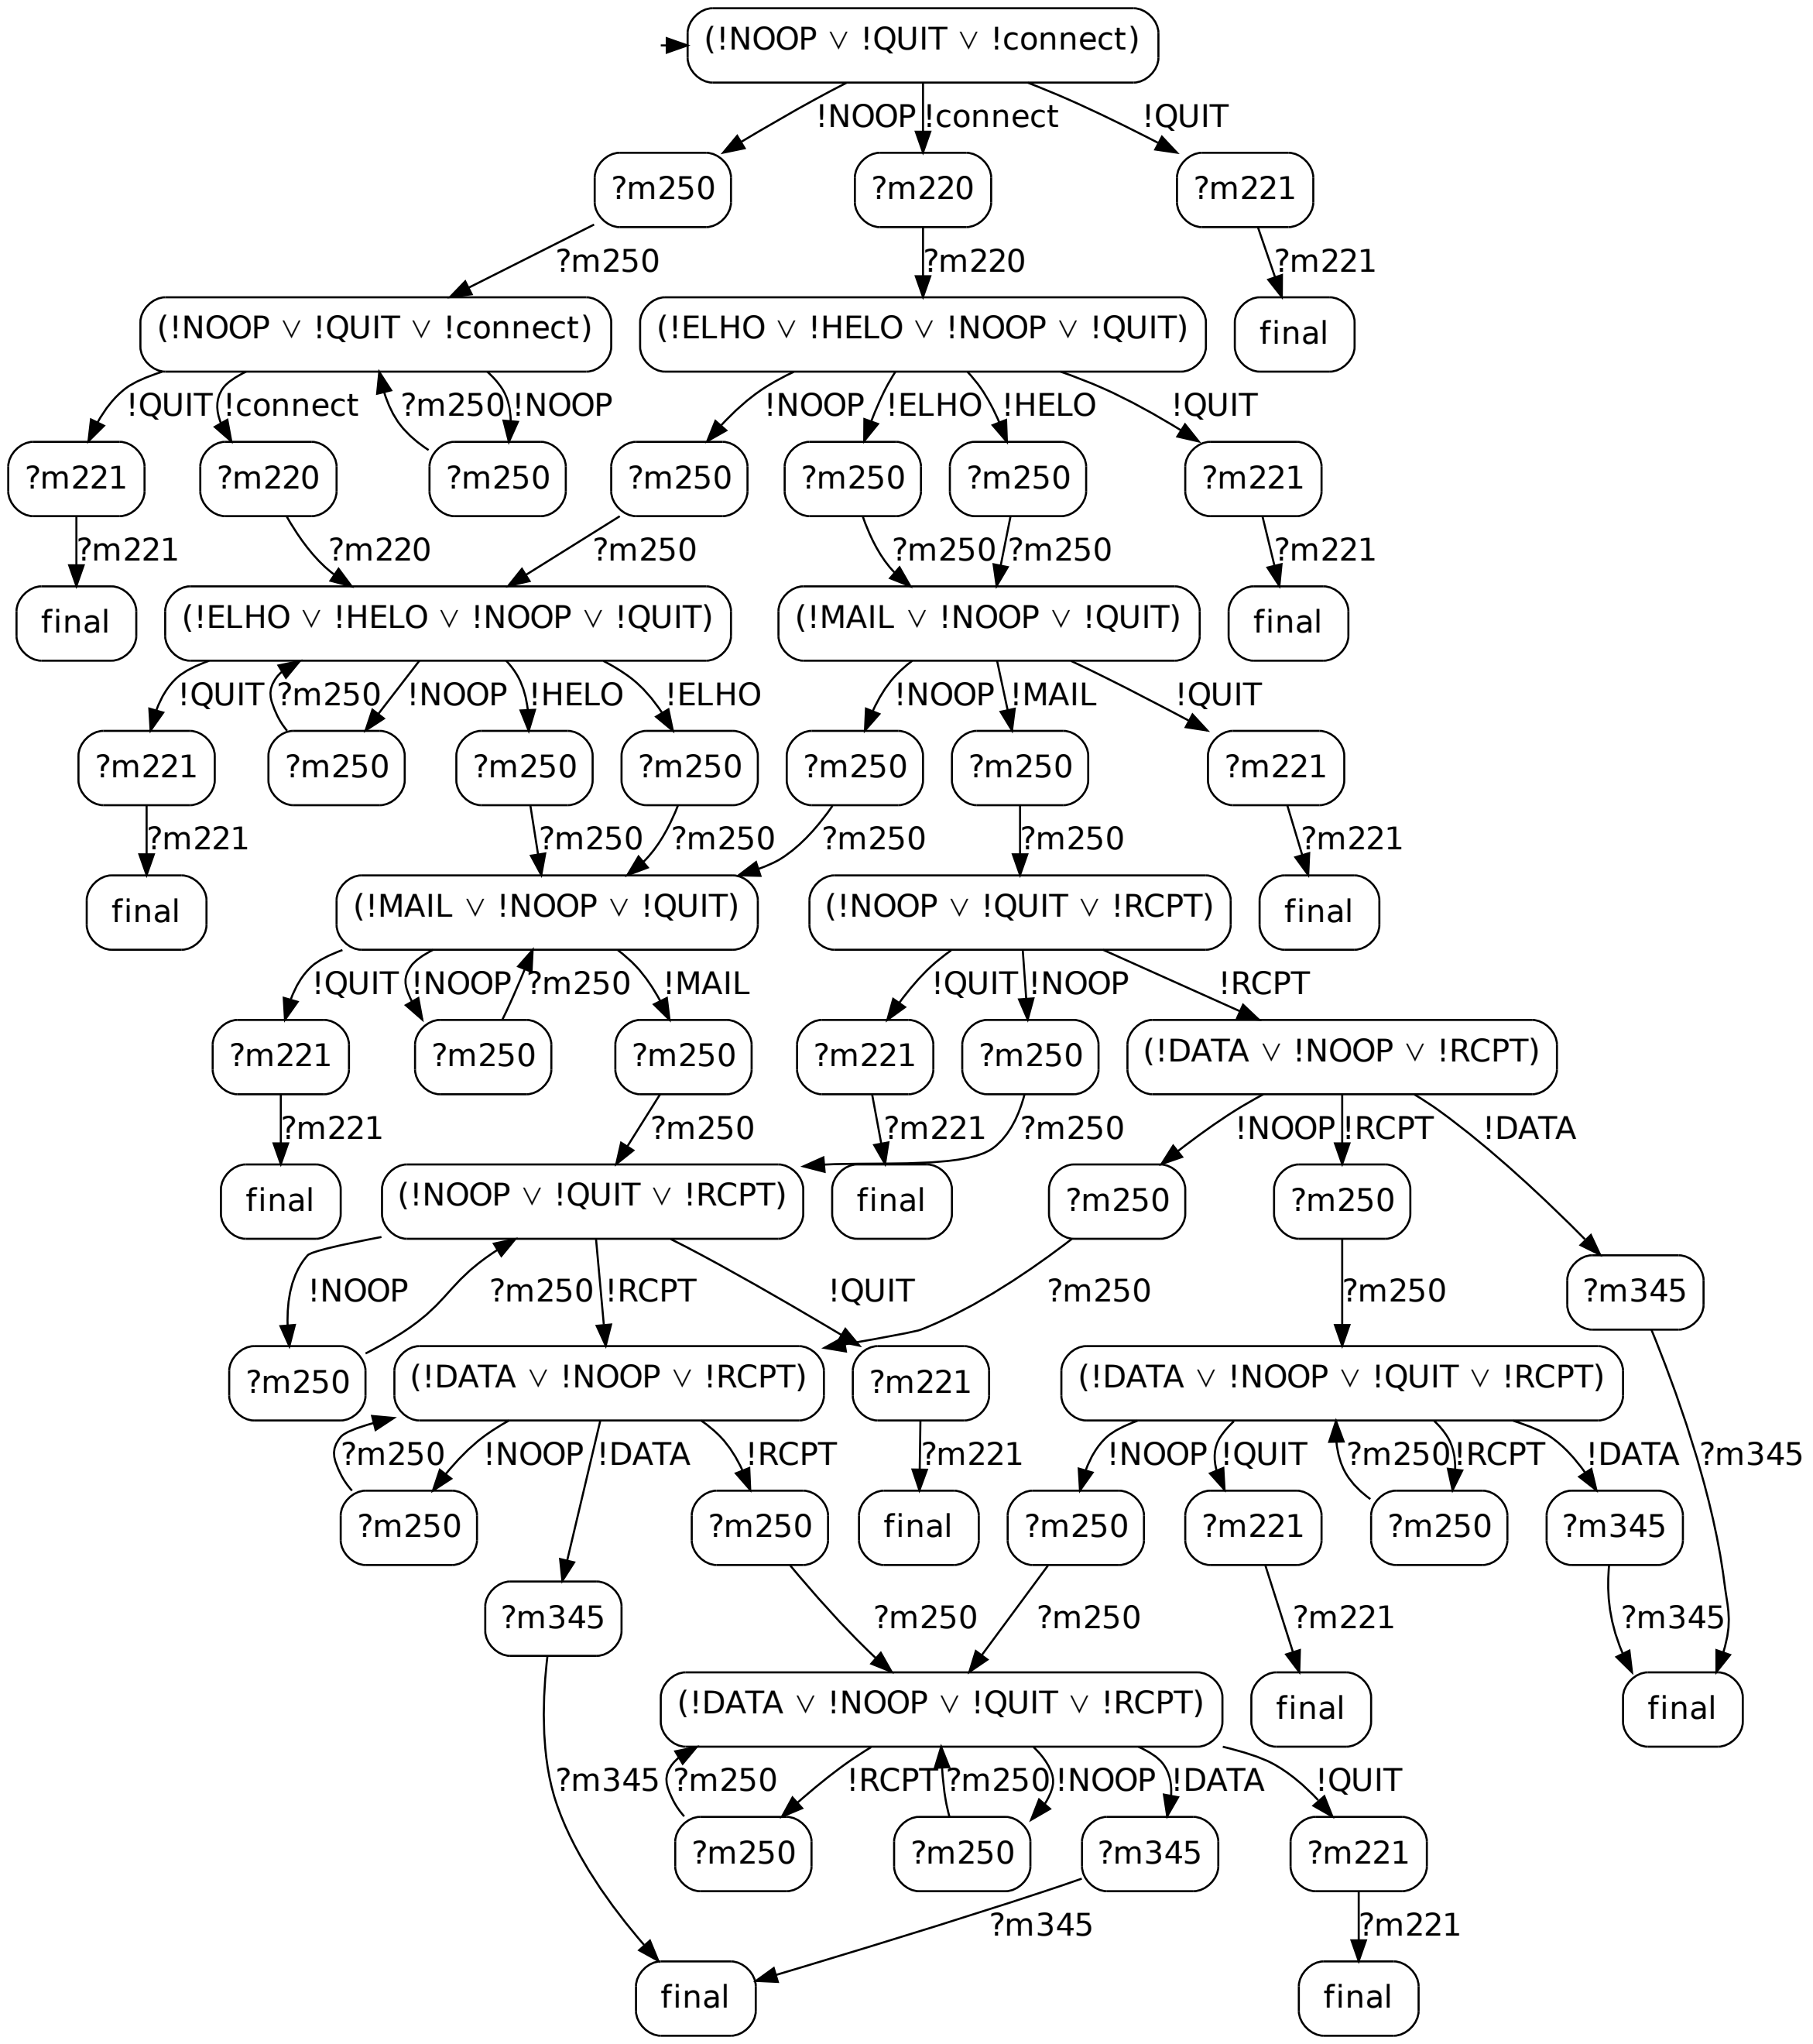 (!NOOP ∨ !QUIT ∨ !connect)
!NOOP !connect !QUIT
?m250 ?m220 ?m221
?m250 ?m220 ?m221
(!NOOP ∨ !QUIT ∨ !connect) (!ELHO ∨ !HELO ∨ !NOOP ∨ !QUIT) final
!QUIT !connect ?m250 !NOOP !NOOP !ELHO !HELO !QUIT
?m221 ?m220 ?m250 ?m250 ?m250 ?m250 ?m221
?m221 ?m220 ?m250 ?m250 ?m250 ?m221
final (!ELHO ∨ !HELO ∨ !NOOP ∨ !QUIT) (!MAIL ∨ !NOOP ∨ !QUIT) final
!QUIT ?m250 !NOOP !HELO !ELHO !NOOP !MAIL !QUIT
?m221 ?m250 ?m250 ?m250 ?m250 ?m250 ?m221
?m221 ?m250 ?m250 ?m250 ?m250 ?m221
final (!MAIL ∨ !NOOP ∨ !QUIT) (!NOOP ∨ !QUIT ∨ !RCPT) final
!QUIT !NOOP ?m250 !MAIL !QUIT !NOOP !RCPT
?m221 ?m250 ?m250 ?m221 ?m250 (!DATA ∨ !NOOP ∨ !RCPT)
?m221 ?m250 ?m221 ?m250 !NOOP !RCPT !DATA
final (!NOOP ∨ !QUIT ∨ !RCPT) final ?m250 ?m250
!NOOP ?m250 !RCPT !QUIT ?m250 ?m250 ?m345
?m250 (!DATA ∨ !NOOP ∨ !RCPT) ?m221 (!DATA ∨ !NOOP ∨ !QUIT ∨ !RCPT)
?m250 !NOOP !DATA !RCPT ?m221 !NOOP !QUIT ?m250 !RCPT !DATA ?m345
?m250 ?m250 final ?m250 ?m221 ?m250 ?m345
?m345 ?m250 ?m250 ?m221 ?m345
(!DATA ∨ !NOOP ∨ !QUIT ∨ !RCPT) final final
?m345 ?m250 !RCPT ?m250 !NOOP !DATA !QUIT
?m250 ?m250 ?m345 ?m221
?m345 ?m221
final final